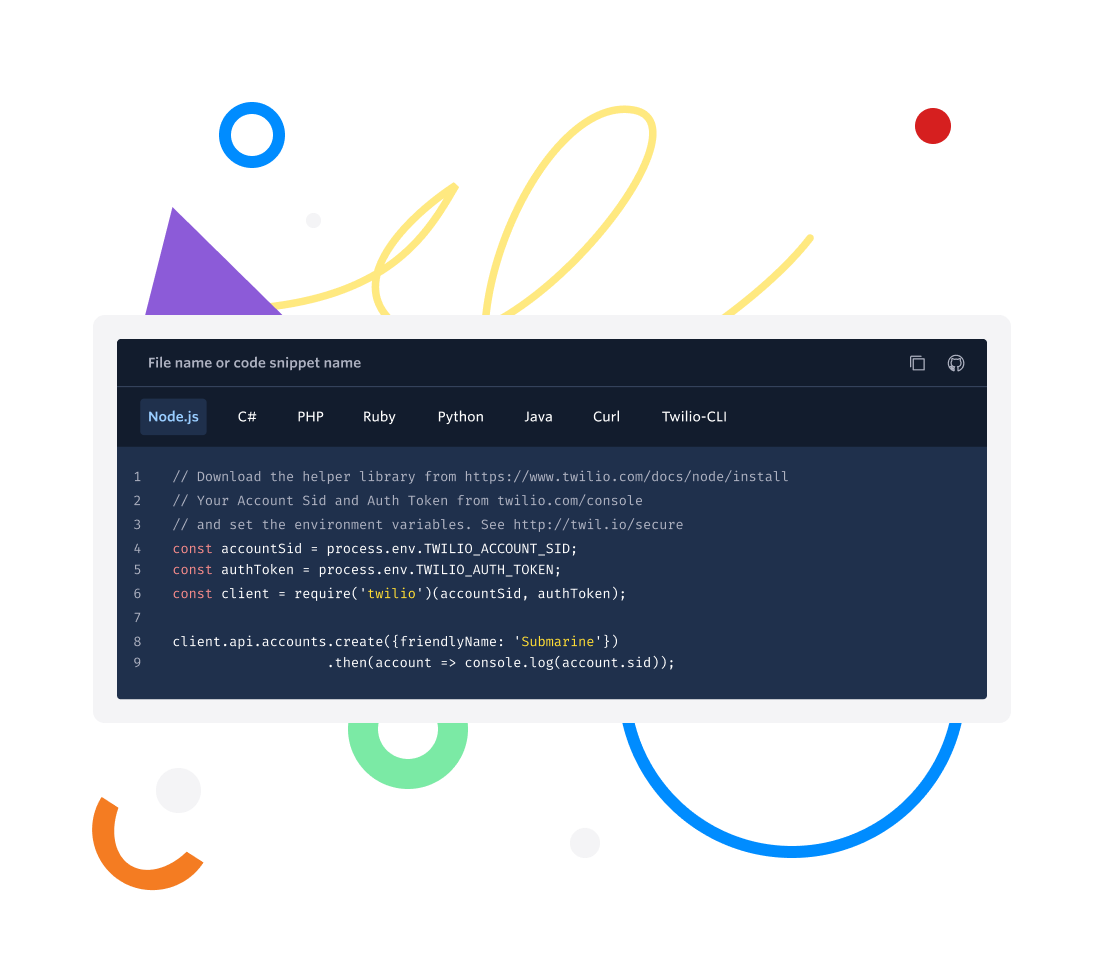 File name or code snippet name
Node.js C# PHP Ruby Python Java Curl Twilio-CLI
1 // Download the helper library from https://www.twilio.com/docs/node/install
2 // Your Account Sid and Auth Token from twilio.com/console
3 // and set the environment variables. See http://twil.io/secure
4 const accountSid = process.env.TWILIO_ACCOUNT_SID;
5 const authToken = process.env.TWILIO_AUTH_TOKEN;
6 const client = require('twilio')(accountSid, authToken);
7
8 client.api.accounts.create({friendlyName: 'Submarine'})
9 .then(account => console.log(account.sid));